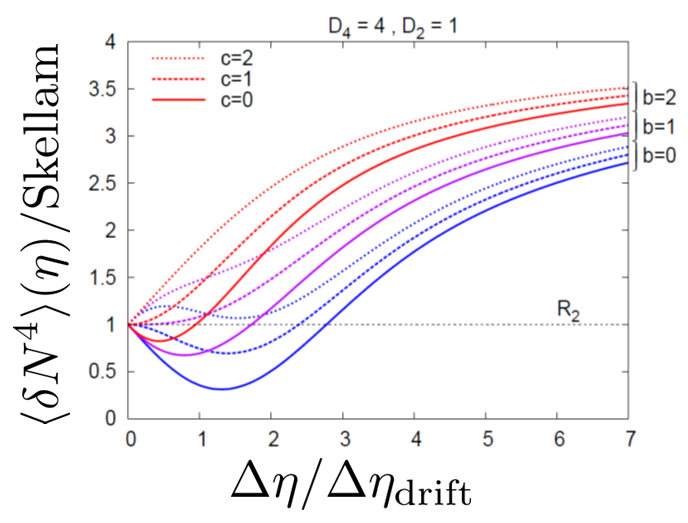 D₄ = 4 , D₂ = 1
⟨δN⁴⟩(η)/Skellam
4
3.5
3
2.5
2
1.5
1
0.5
0
c=2
c=1
c=0
b=2
b=1
b=0
R₂
0 1 2 3 4 5 6 7
Δη/Δη_drift